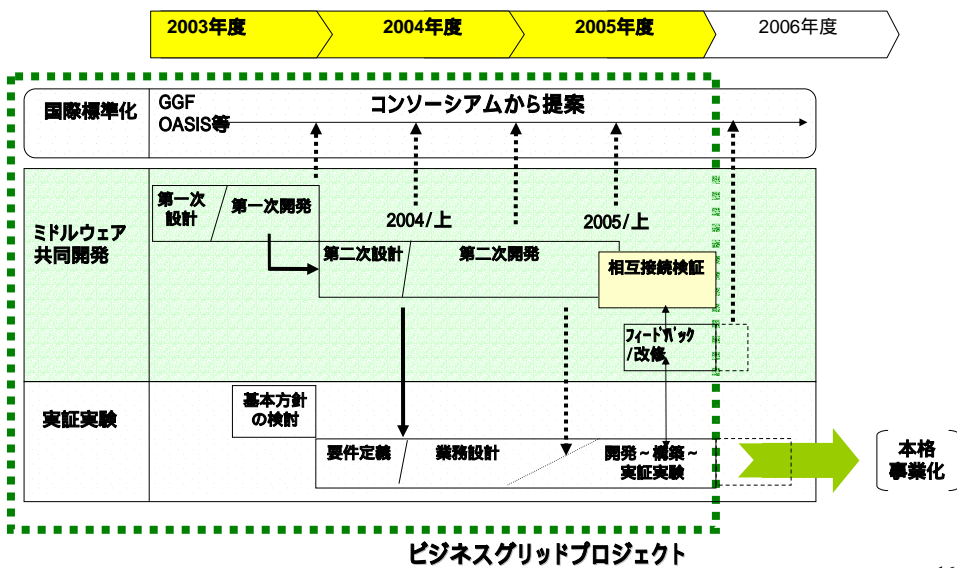 2003年度
2004年度
2005年度
2006年度
国際標準化
GGF
OASIS等
コンソーシアムから提案
ミドルウェア
共同開発
第一次
設計
第一次開発
2004/上
2005/上
第二次設計
第二次開発
相互接続検証
フィードバック
/改修
実証実験
基本方針
の検討
要件定義
業務設計
開発~構築~
実証実験
本格
事業化
ビジネスグリッドプロジェクト